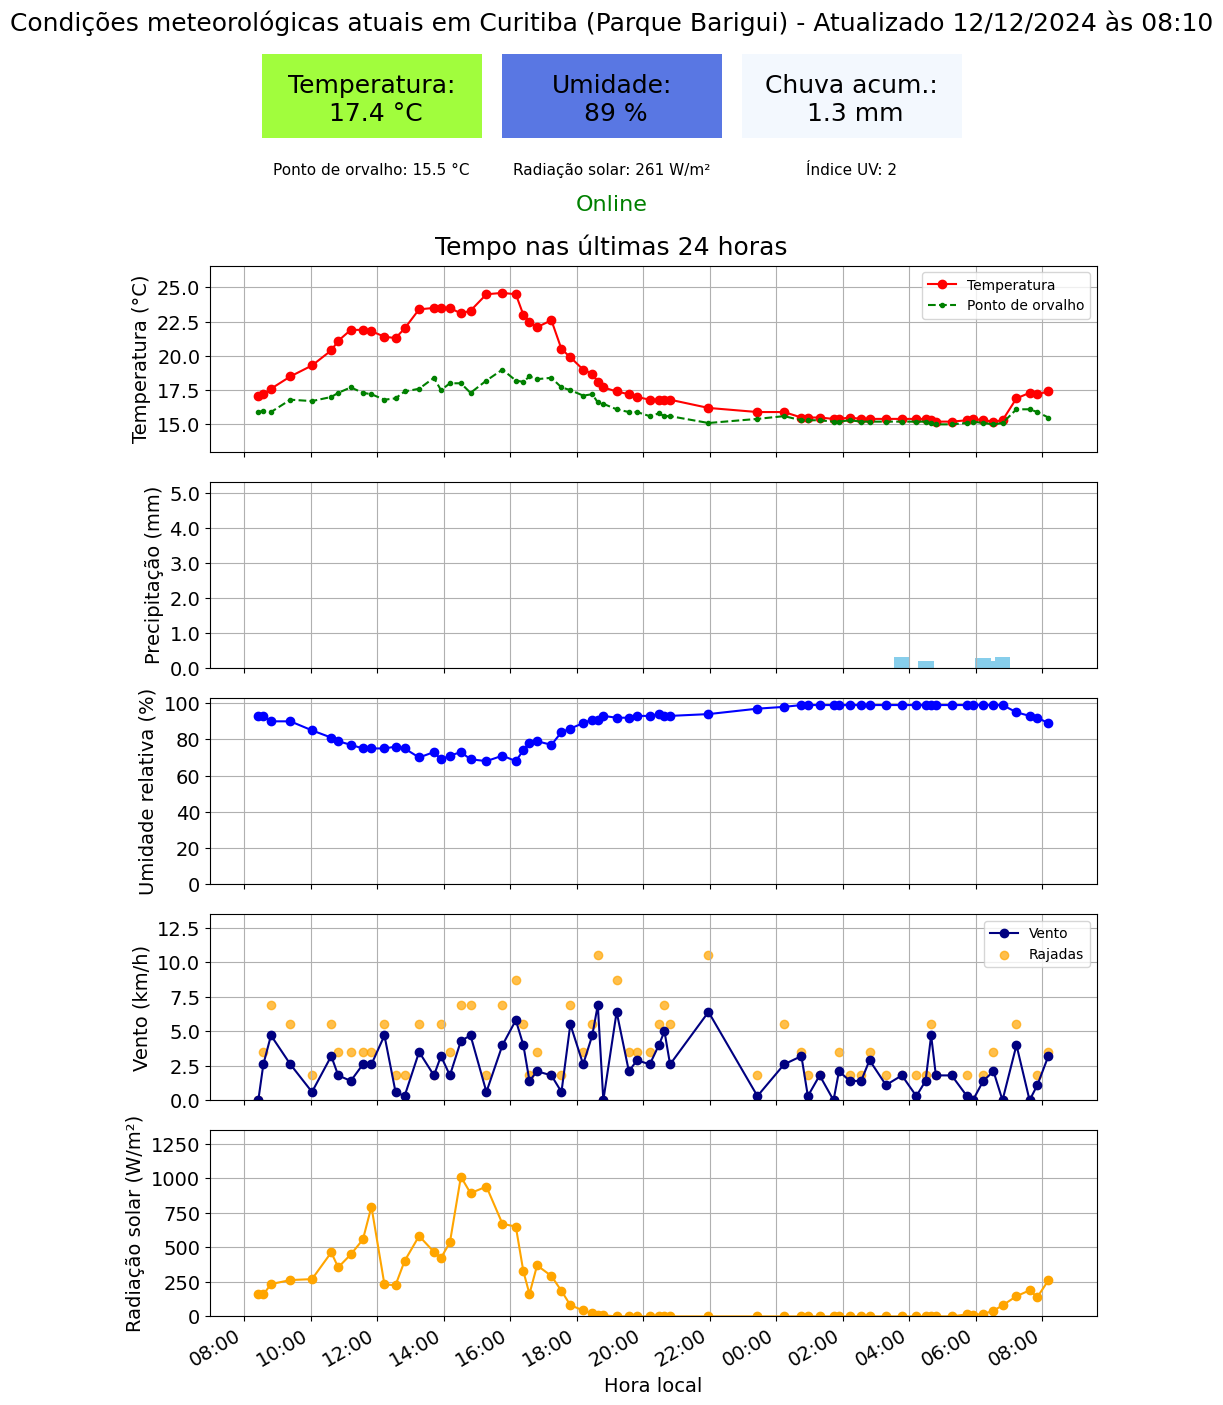 Condições meteorológicas atuais em Curitiba (Parque Barigui) - Atualizado 12/12/2024 às 08:10
Temperatura:
17.4 °C
Umidade:
89 %
Chuva acum.:
1.3 mm
Ponto de orvalho: 15.5 °C
Radiação solar: 261 W/m²
Índice UV: 2
Online
Tempo nas últimas 24 horas
Temperatura (°C)
25.0
22.5
20.0
17.5
15.0
Temperatura
Ponto de orvalho
Precipitação (mm)
5.0
4.0
3.0
2.0
1.0
0.0
Umidade relativa (%)
100
80
60
40
20
0
Vento (km/h)
12.5
10.0
7.5
5.0
2.5
0.0
Vento
Rajadas
Radiação solar (W/m²)
1250
1000
750
500
250
0
08:00
10:00
12:00
14:00
16:00
18:00
20:00
22:00
00:00
02:00
04:00
06:00
08:00
Hora local